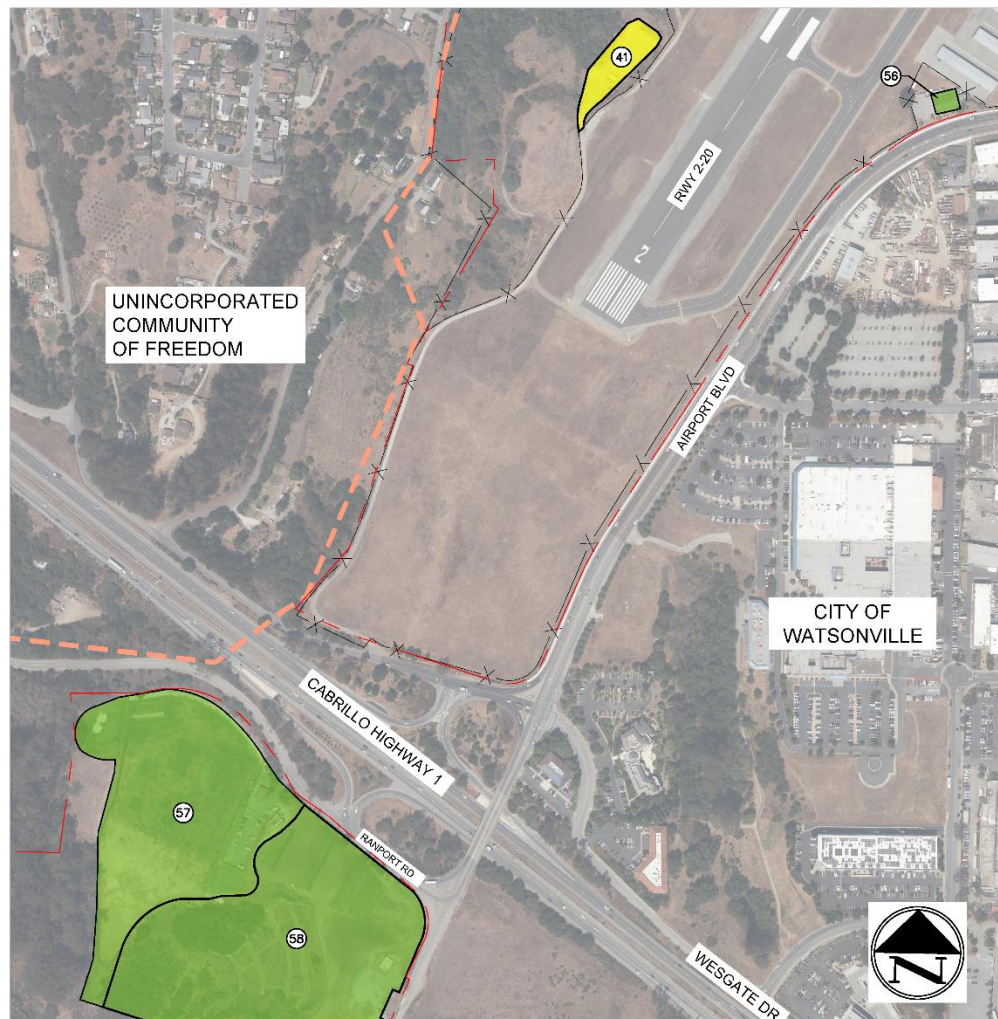 41
56
RWY 2-20
2
UNINCORPORATED
COMMUNITY
OF FREEDOM
AIRPORT BLVD
CITY OF
WATSONVILLE
CABRILLO HIGHWAY 1
57
RANPORT RD
58
WESGATE DR
N